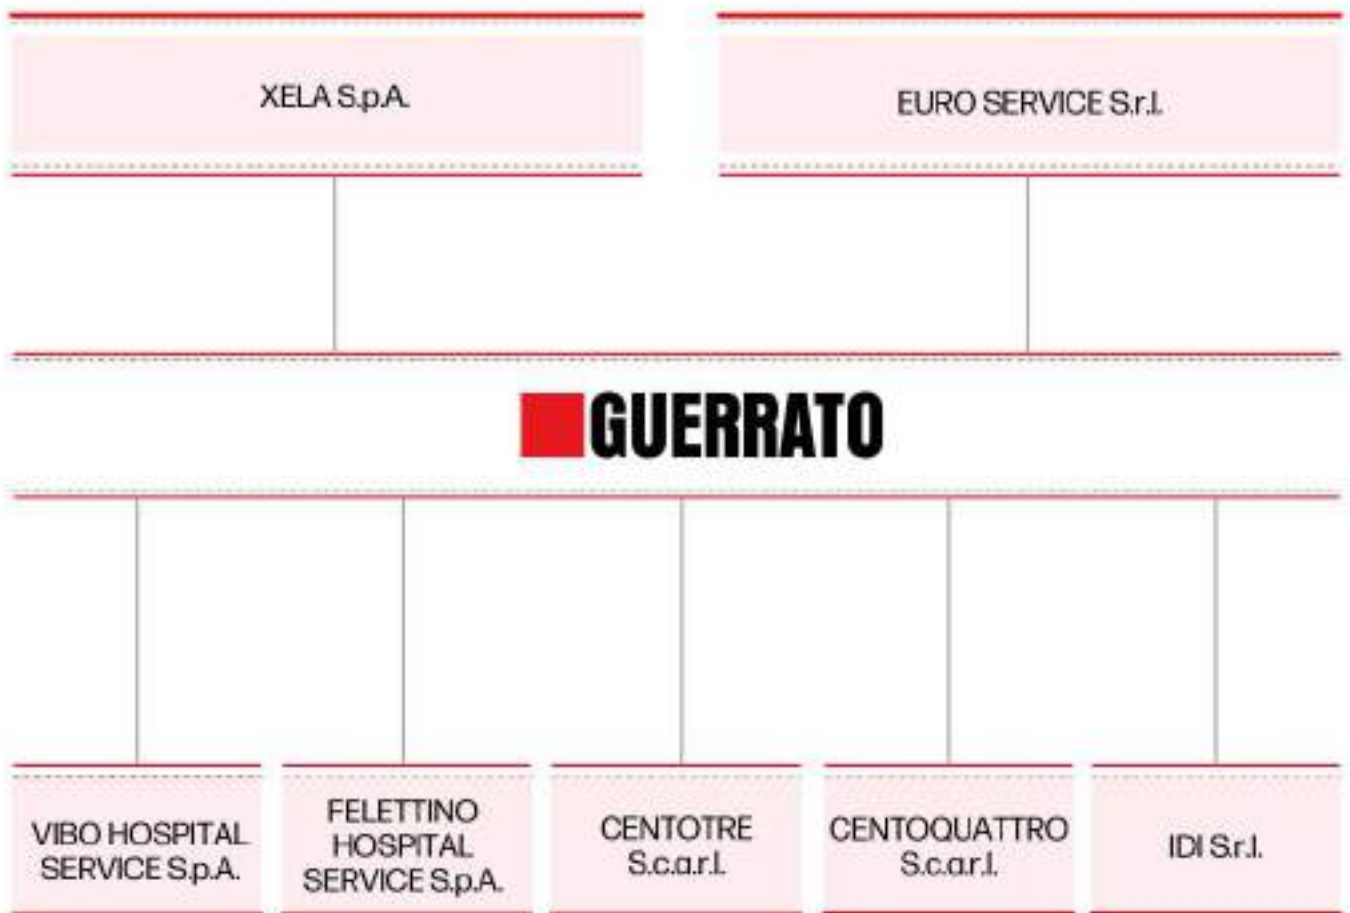 XELA S.p.A.
EURO SERVICE S.r.l.
GUERRATO
VIBO HOSPITAL
SERVICE S.p.A.
FELETTINO
HOSPITAL
SERVICE S.p.A.
CENTOTRE
S.c.a.r.l.
CENTOQUATTRO
S.c.a.r.l.
IDI S.r.l.